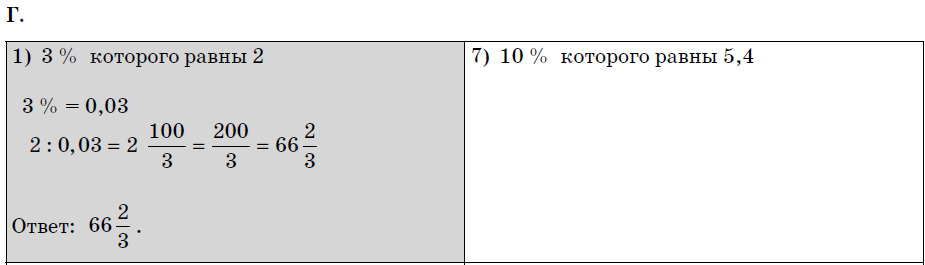 Г.
1) 3 % которого равны 2
3 % = 0,03
2 : 0,03 = 2 100/3 = 200/3 = 66 2/3
Ответ: 66 2/3 .
7) 10 % которого равны 5,4